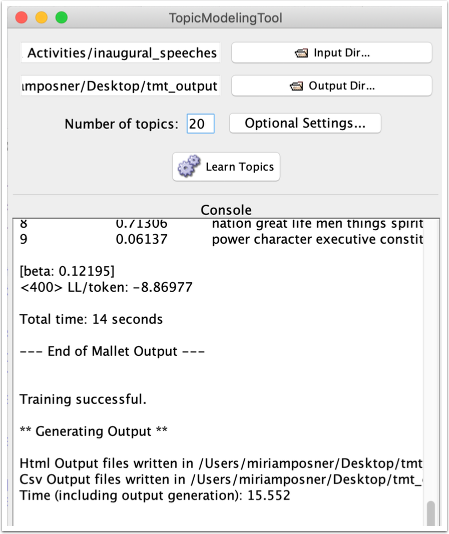 TopicModelingTool
Activities/inaugural_speeches
Input Dir...
amposner/Desktop/tmt_output
Output Dir...
Number of topics: 20
Optional Settings...
Learn Topics
Console
8 0.71306 nation great life men things spirit
9 0.06137 power character executive constit
[beta: 0.12195]
<400> LL/token: -8.86977
Total time: 14 seconds
--- End of Mallet Output ---
Training successful.
** Generating Output **
Html Output files written in /Users/miriamposner/Desktop/tmt
Csv Output files written in /Users/miriamposner/Desktop/tmt_
Time (including output generation): 15.552